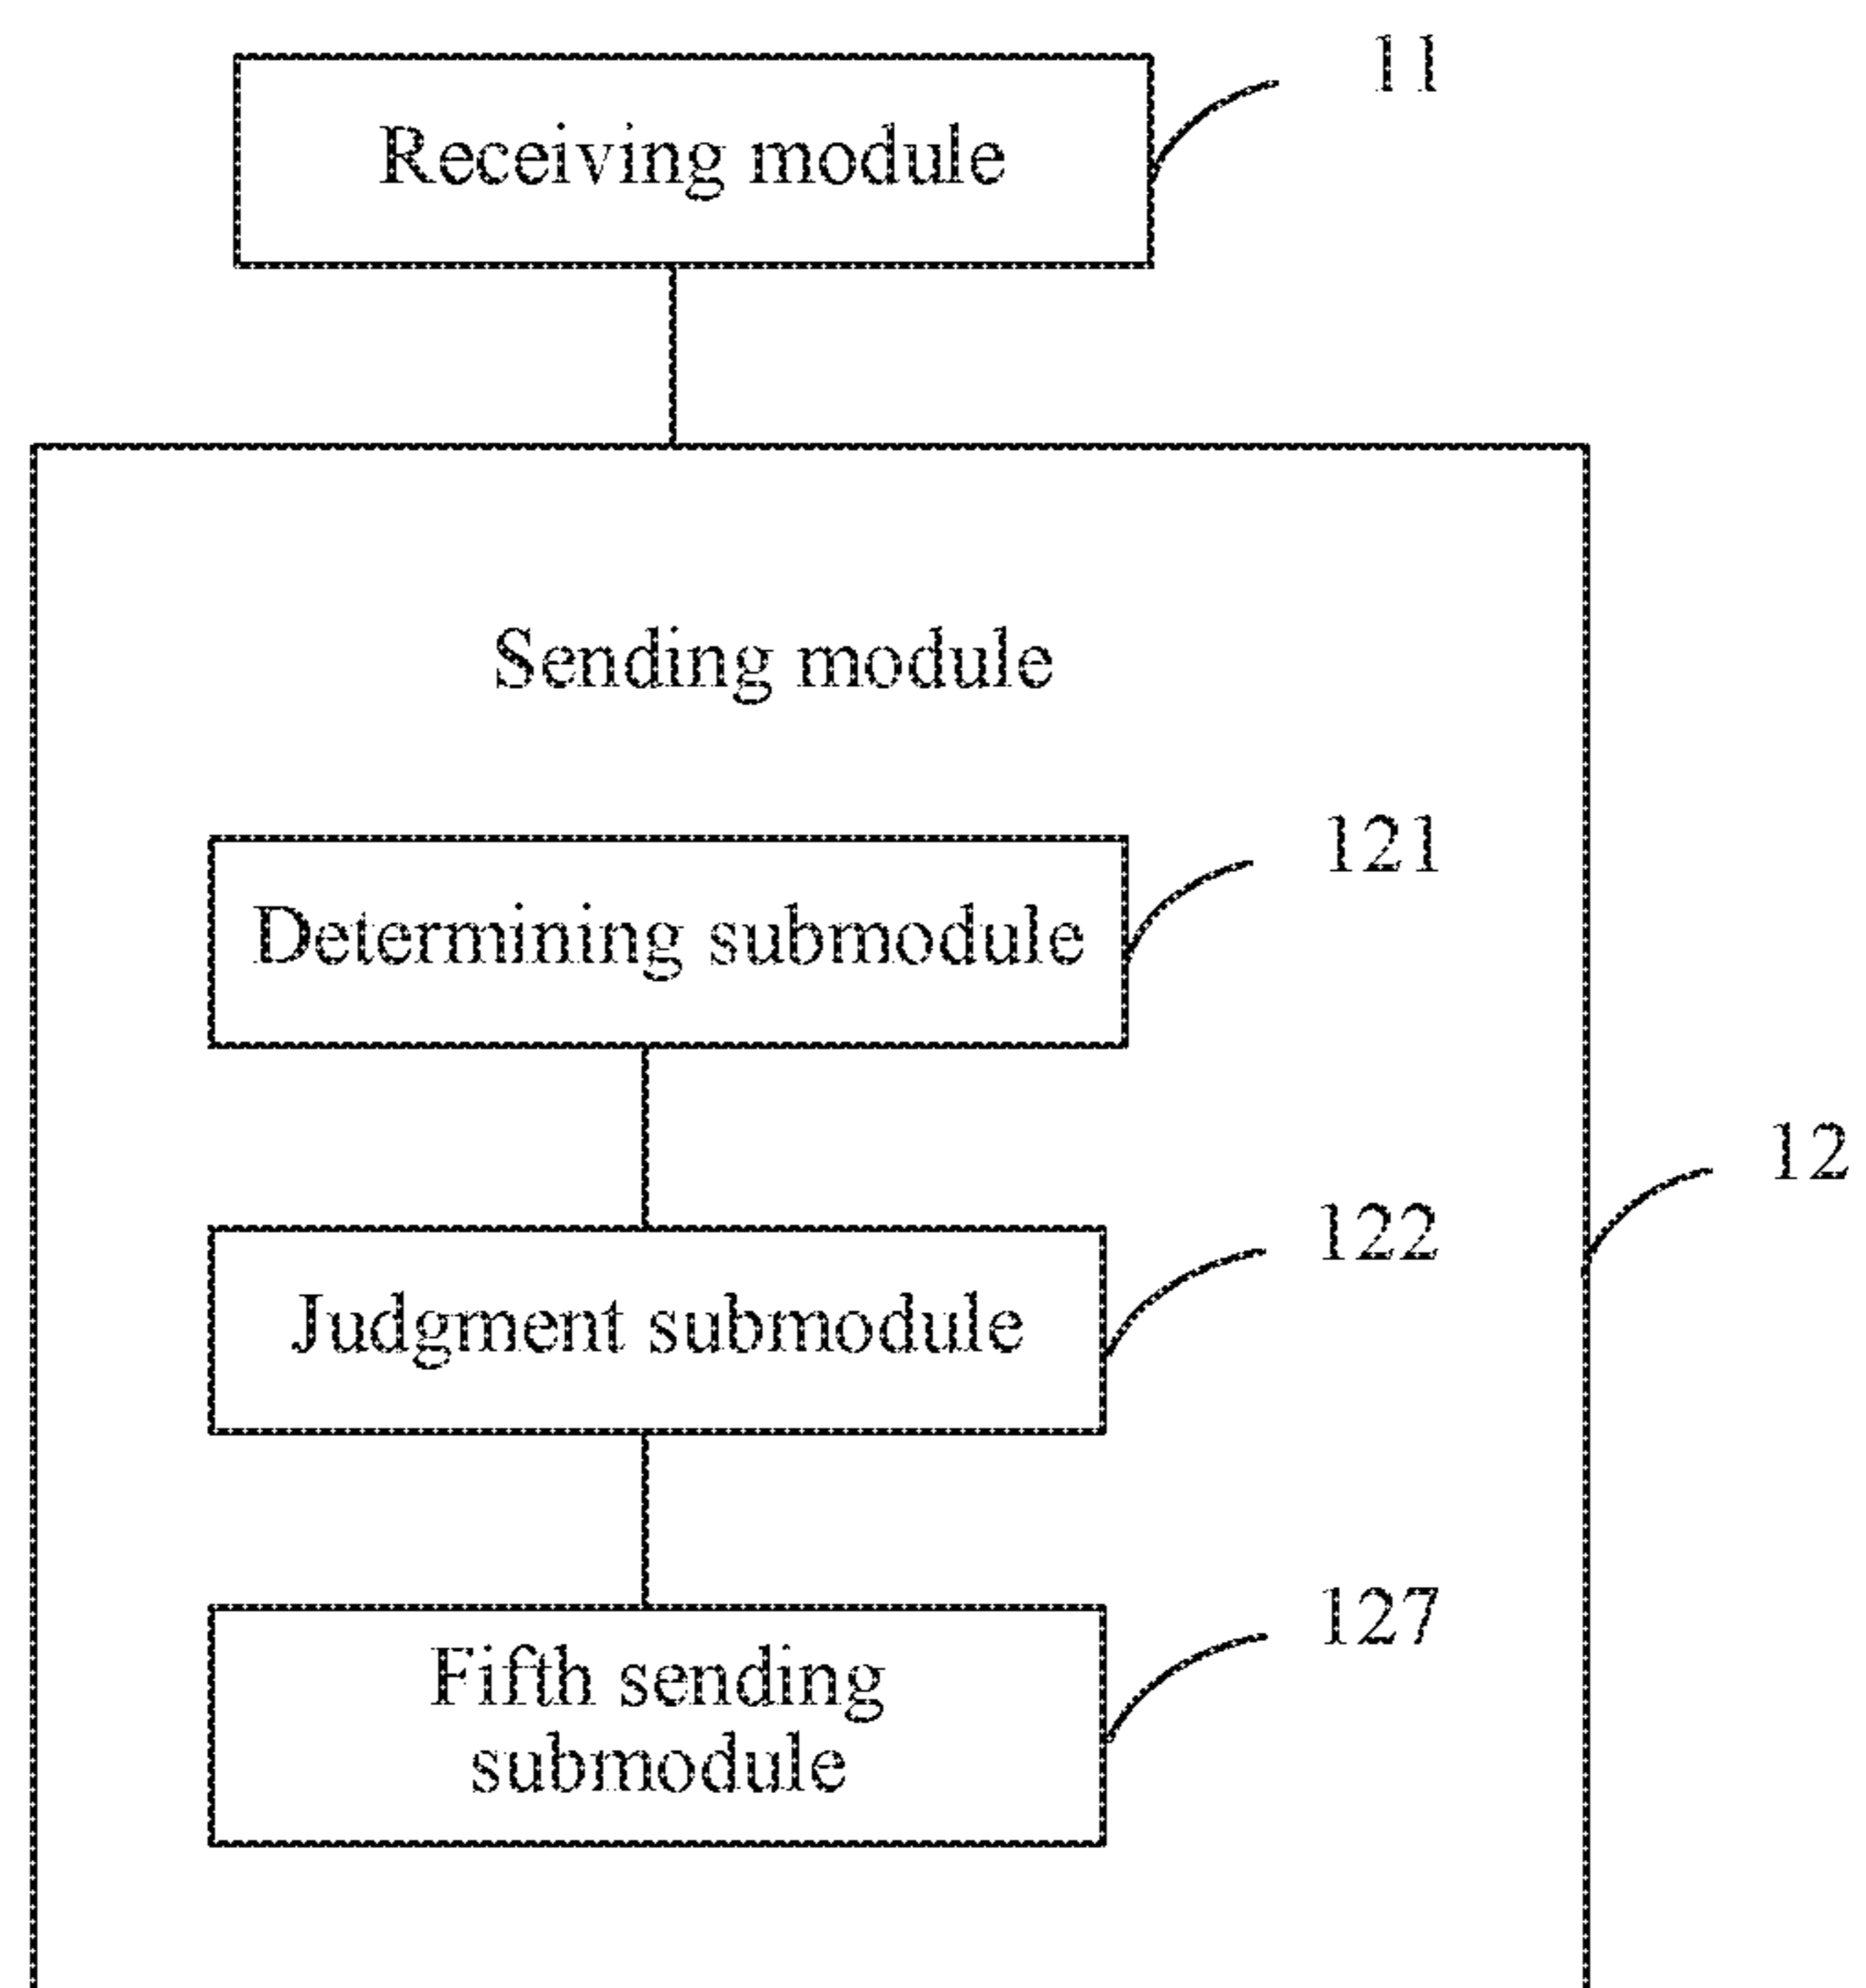 11
Receiving module
Sending module
121
Determining submodule
12
122
Judgment submodule
127
Fifth sending
submodule